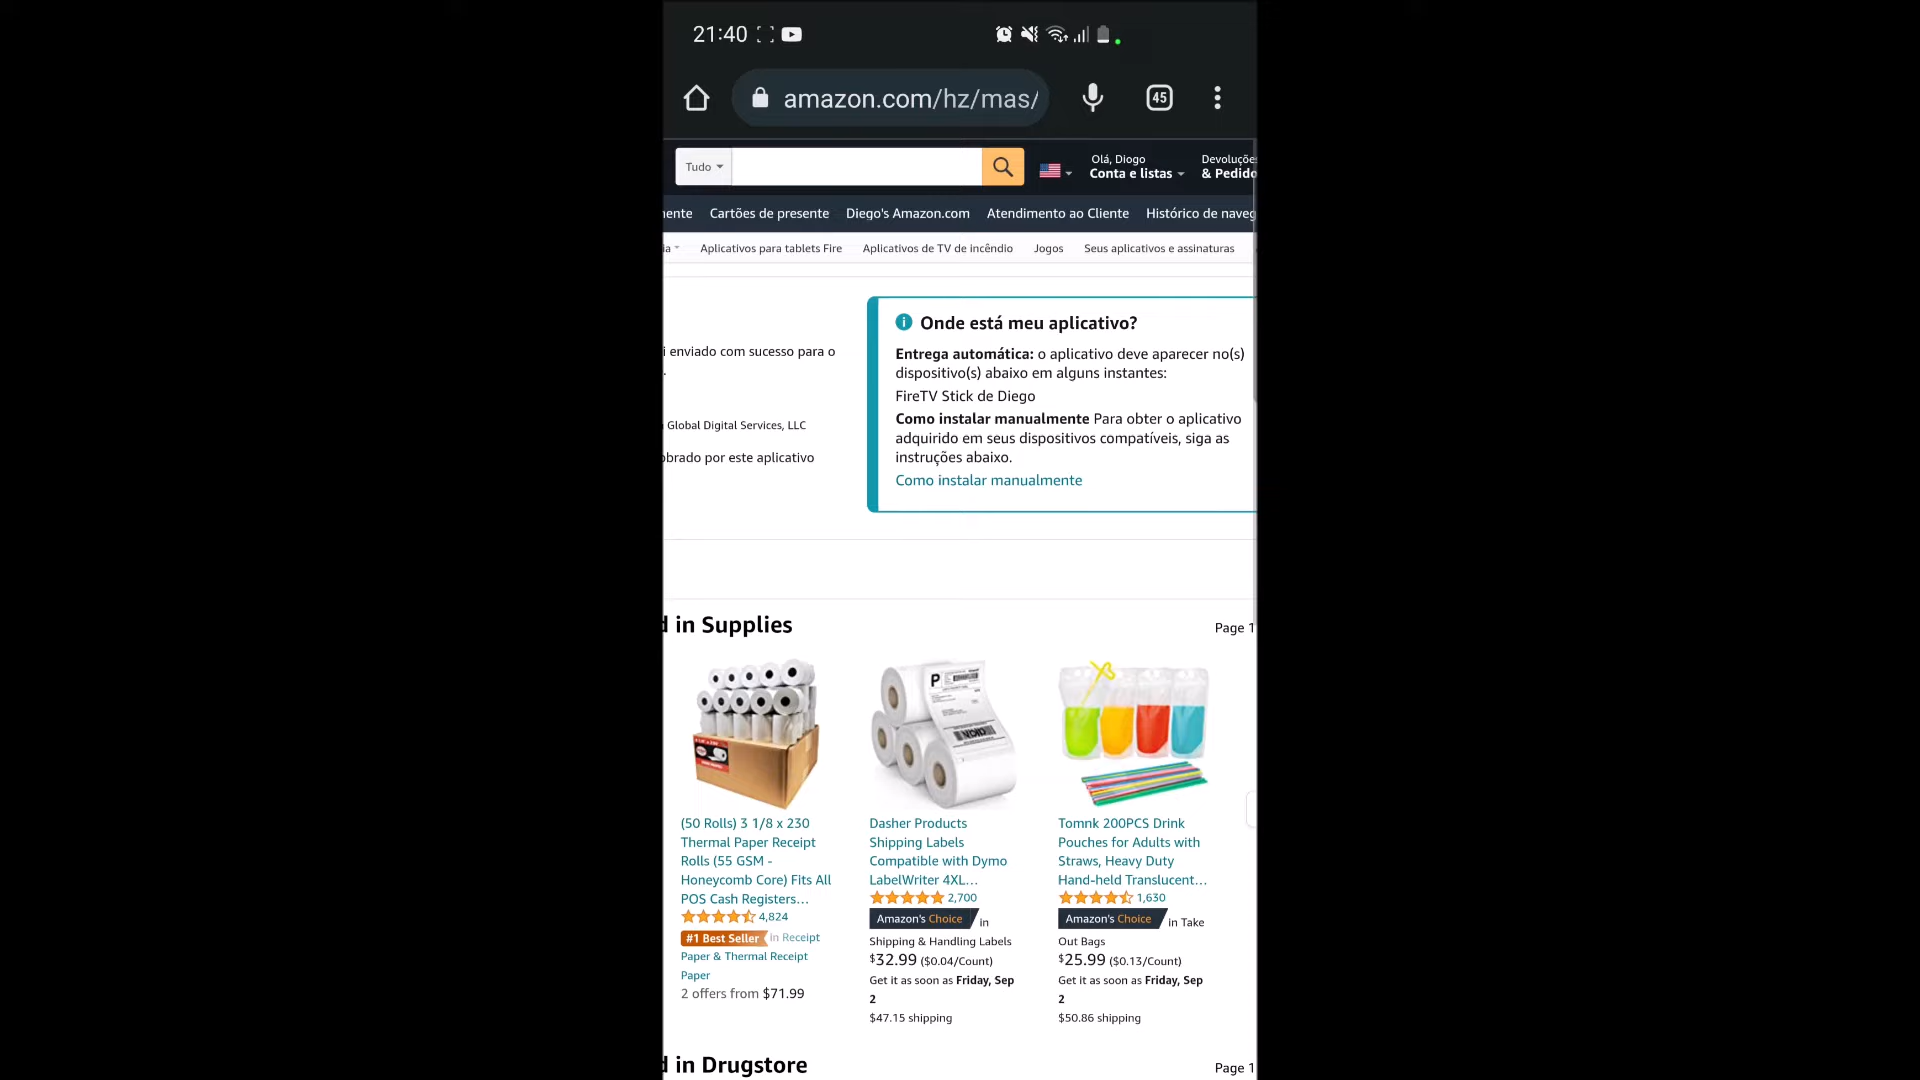 21:40
amazon.com/hz/mas/
45
Tudo
Olá, Diogo
Conta e listas
Devoluções
& Pedido
ente Cartões de presente Diego's Amazon.com Atendimento ao Cliente Histórico de naveg
ia Aplicativos para tablets Fire Aplicativos de TV de incêndio Jogos Seus aplicativos e assinaturas
i enviado com sucesso para o
.
Global Digital Services, LLC
obrado por este aplicativo
Onde está meu aplicativo?
Entrega automática: o aplicativo deve aparecer no(s)
dispositivo(s) abaixo em alguns instantes:
FireTV Stick de Diego
Como instalar manualmente Para obter o aplicativo
adquirido em seus dispositivos compatíveis, siga as
instruções abaixo.
Como instalar manualmente
d in Supplies
Page 1
(50 Rolls) 3 1/8 x 230
Thermal Paper Receipt
Rolls (55 GSM -
Honeycomb Core) Fits All
POS Cash Registers…
4,824
#1 Best Seller in Receipt
Paper & Thermal Receipt
Paper
2 offers from $71.99
P
VOID
Dasher Products
Shipping Labels
Compatible with Dymo
LabelWriter 4XL…
2,700
Amazon's Choice in
Shipping & Handling Labels
$32.99 ($0.04/Count)
Get it as soon as Friday, Sep
2
$47.15 shipping
Tomnk 200PCS Drink
Pouches for Adults with
Straws, Heavy Duty
Hand-held Translucent…
1,630
Amazon's Choice in Take
Out Bags
$25.99 ($0.13/Count)
Get it as soon as Friday, Sep
2
$50.86 shipping
d in Drugstore
Page 1